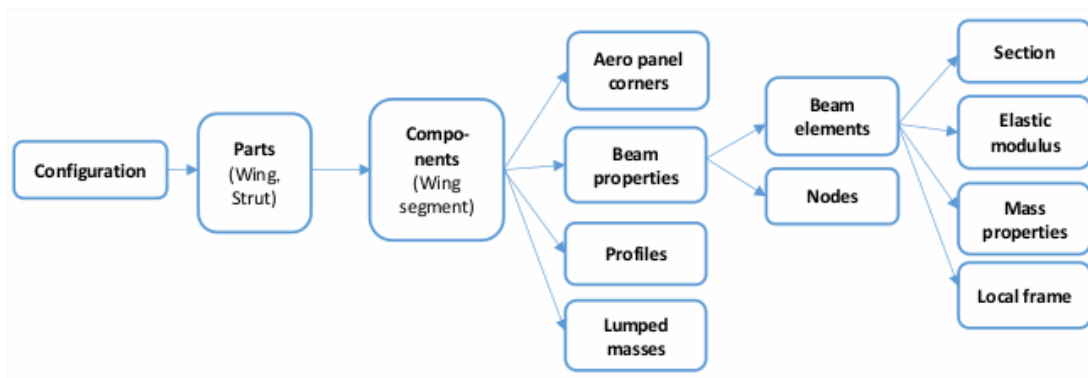 Configuration
Parts
(Wing,
Strut)
Compo-
nents
(Wing
segment)
Aero panel
corners
Beam
properties
Profiles
Lumped
masses
Beam
elements
Nodes
Section
Elastic
modulus
Mass
properties
Local frame